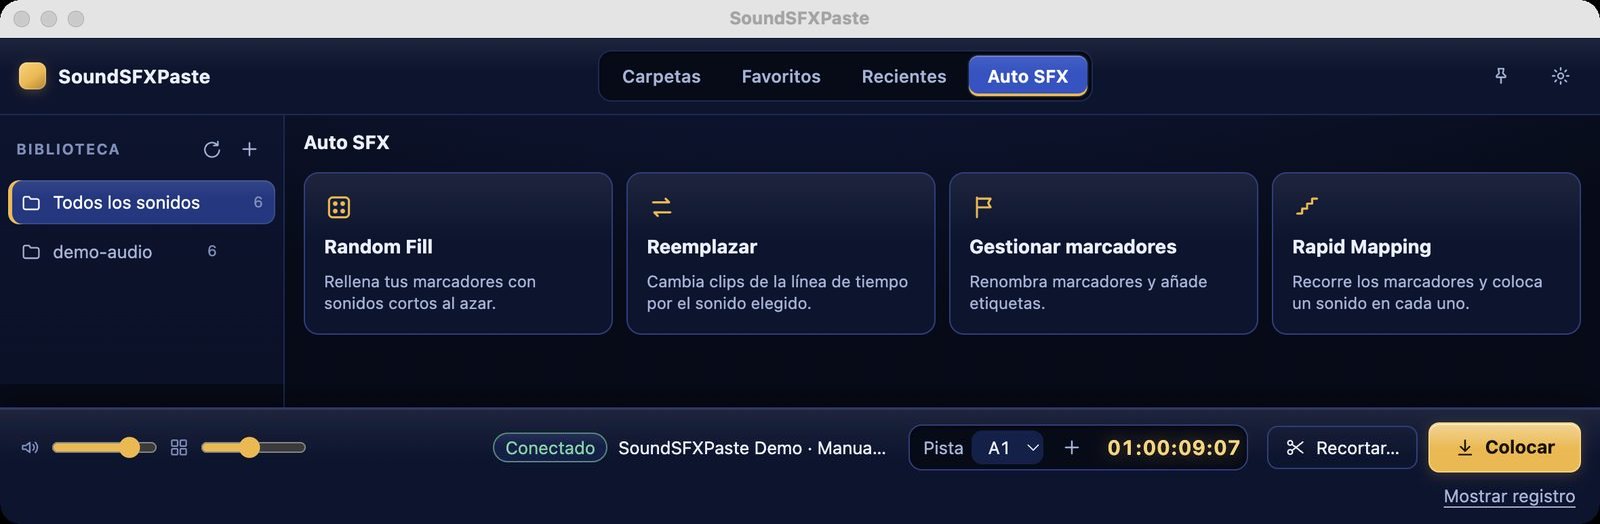 SoundSFXPaste
SoundSFXPaste
Carpetas
Favoritos
Recientes
Auto SFX
BIBLIOTECA
Todos los sonidos 6
demo-audio 6
Auto SFX
Random Fill
Rellena tus marcadores con
sonidos cortos al azar.
Reemplazar
Cambia clips de la línea de tiempo
por el sonido elegido.
Gestionar marcadores
Renombra marcadores y añade
etiquetas.
Rapid Mapping
Recorre los marcadores y coloca
un sonido en cada uno.
Conectado
SoundSFXPaste Demo · Manua...
Pista A1 + 01:00:09:07
Recortar...
Colocar
Mostrar registro